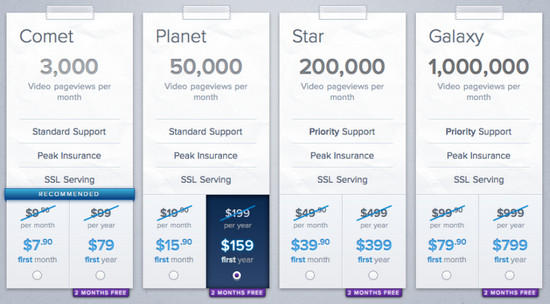 Comet
3,000
Video pageviews per
month
Standard Support
Peak Insurance
SSL Serving
RECOMMENDED
$9.90
per month
$7.90
first month
$99
per year
$79
first year
2 MONTHS FREE
Planet
50,000
Video pageviews per
month
Standard Support
Peak Insurance
SSL Serving
$19.90
per month
$15.90
first month
$199
per year
$159
first year
2 MONTHS FREE
Star
200,000
Video pageviews per
month
Priority Support
Peak Insurance
SSL Serving
$49.90
per month
$39.90
first month
$499
per year
$399
first year
2 MONTHS FREE
Galaxy
1,000,000
Video pageviews per
month
Priority Support
Peak Insurance
SSL Serving
$99.90
per month
$79.90
first month
$999
per year
$799
first year
2 MONTHS FREE